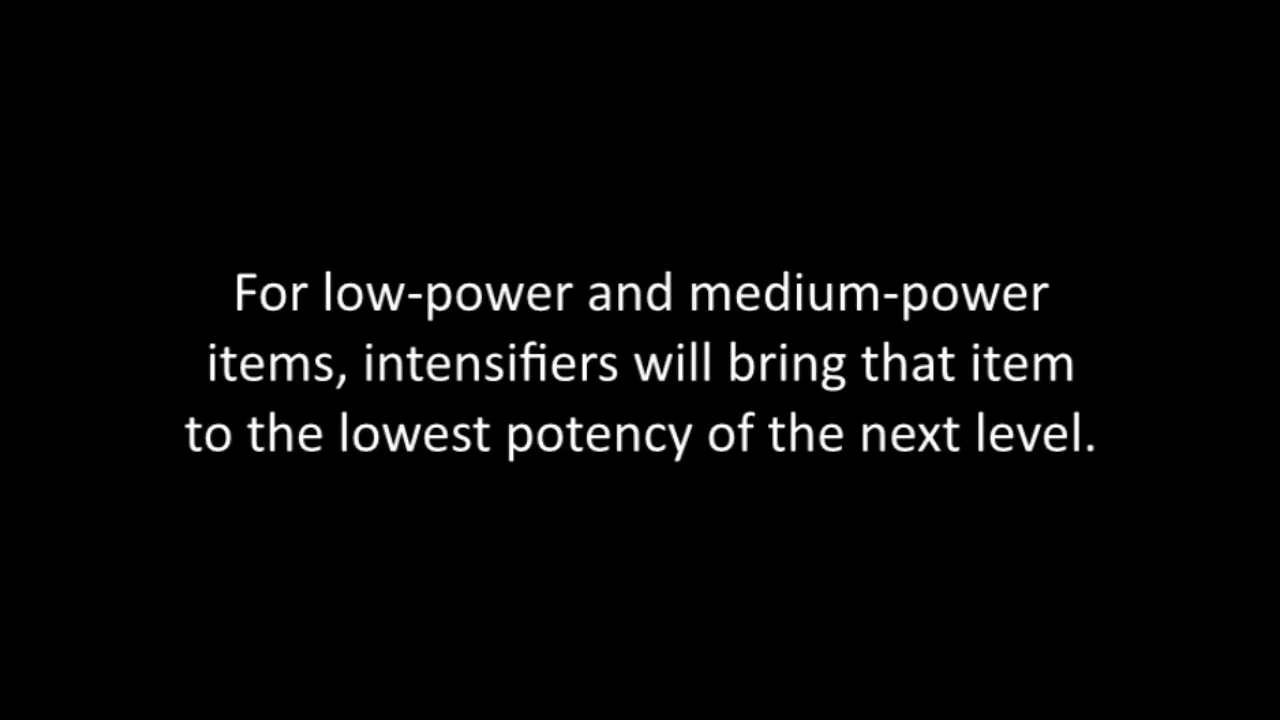 For low-power and medium-power
items, intensifiers will bring that item
to the lowest potency of the next level.